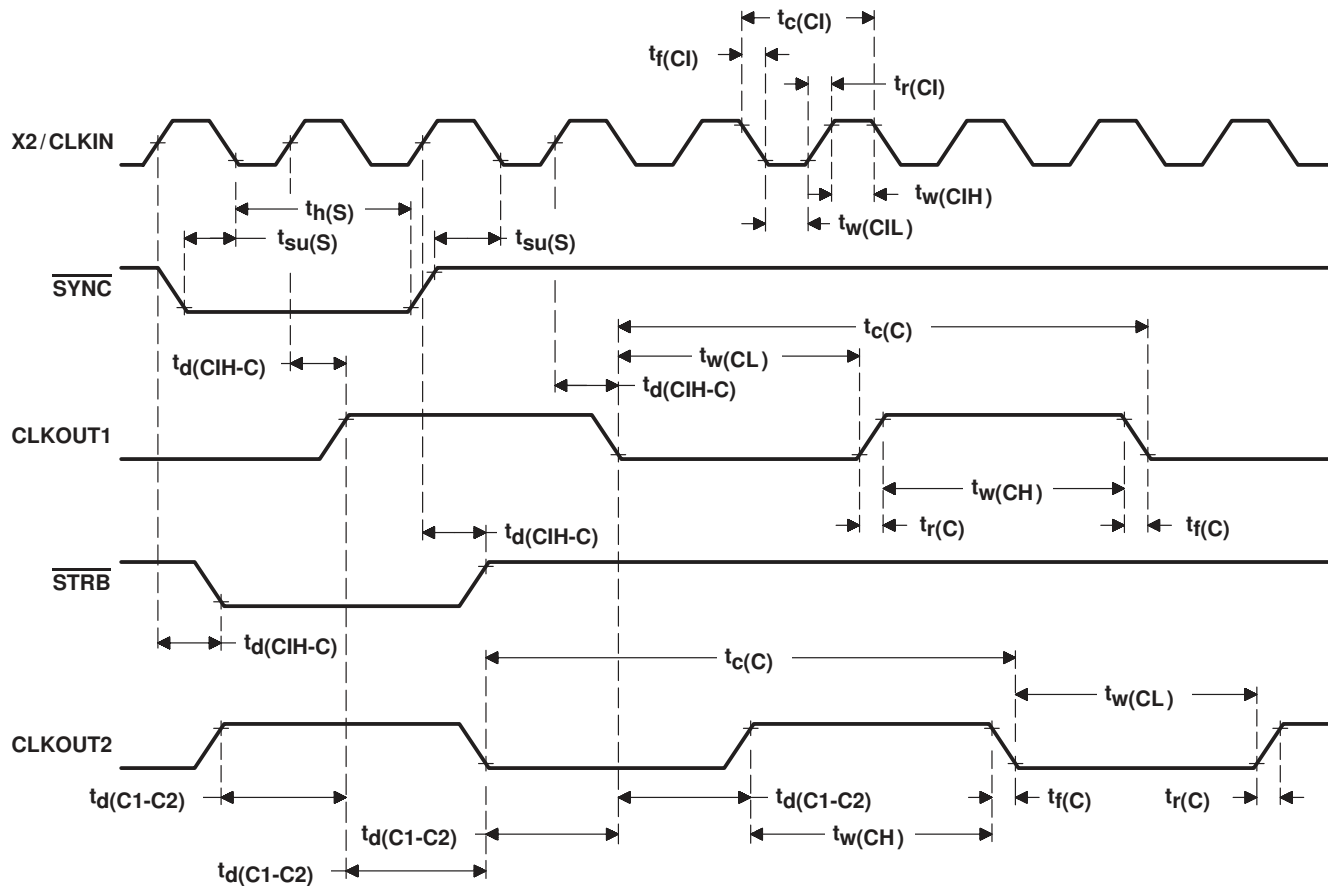 tc(CI)
tf(CI)
tr(CI)
X2/CLKIN
tw(CIH)
th(S)
tw(CIL)
tsu(S)
tsu(S)
SYNC
tc(C)
tw(CL)
td(CIH-C)
td(CIH-C)
CLKOUT1
tw(CH)
td(CIH-C)
tr(C)
tf(C)
STRB
td(CIH-C)
tc(C)
tw(CL)
CLKOUT2
td(C1-C2)
td(C1-C2)
tf(C)
tr(C)
td(C1-C2)
tw(CH)
td(C1-C2)